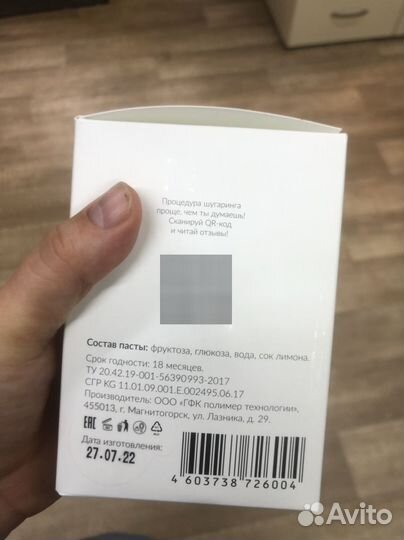 Процедура шугаринга
проще, чем ты думаешь!
Сканируй QR-код
и читай отзывы!
Состав пасты: фруктоза, глюкоза, вода, сок лимона.
Срок годности: 18 месяцев.
ТУ 20.42.19-001-56390993-2017
СГР KG 11.01.09.001.Е.002495.06.17
Производитель: ООО «ГФК полимер технологии»,
455013, г. Магнитогорск, ул. Лазника, д. 29.
EAC
Дата изготовления:
27.07.22
4 603738 726004
Avito